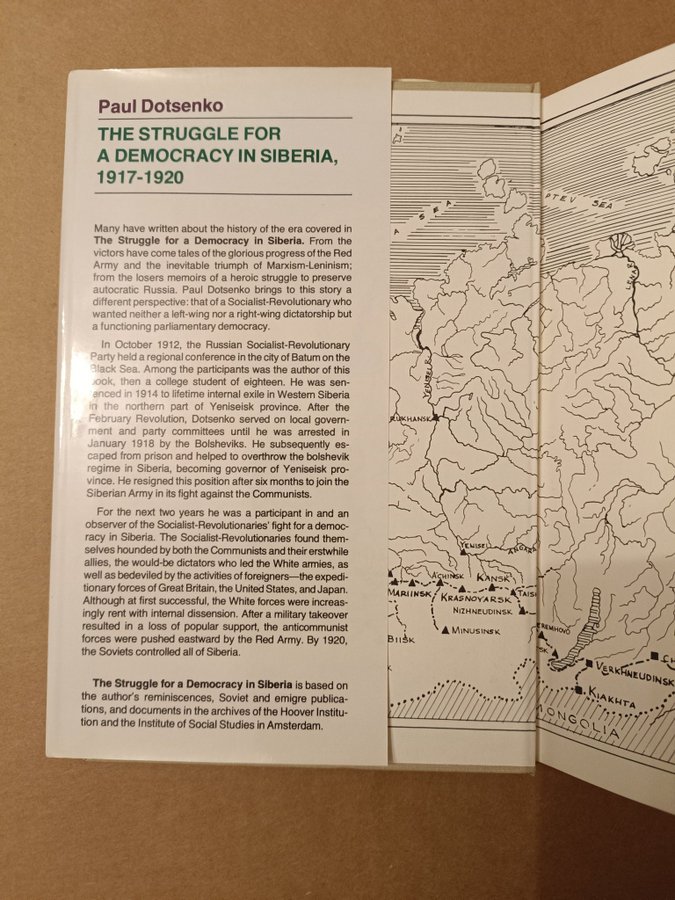 Paul Dotsenko
THE STRUGGLE FOR
A DEMOCRACY IN SIBERIA,
1917-1920
Many have written about the history of the era covered in
The Struggle for a Democracy in Siberia. From the
victors have come tales of the glorious progress of the Red
Army and the inevitable triumph of Marxism-Leninism;
from the losers memoirs of a heroic struggle to preserve
autocratic Russia. Paul Dotsenko brings to this story a
different perspective: that of a Socialist-Revolutionary who
wanted neither a left-wing nor a right-wing dictatorship but
a functioning parliamentary democracy.
In October 1912, the Russian Socialist-Revolutionary
Party held a regional conference in the city of Batum on the
Black Sea. Among the participants was the author of this
book, then a college student of eighteen. He was sen-
tenced in 1914 to lifetime internal exile in Western Siberia
in the northern part of Yeniseisk province. After the
February Revolution, Dotsenko served on local govern-
ment and party committees until he was arrested in
January 1918 by the Bolsheviks. He subsequently es-
caped from prison and helped to overthrow the bolshevik
regime in Siberia, becoming governor of Yeniseisk pro-
vince. He resigned this position after six months to join the
Siberian Army in its fight against the Communists.
For the next two years he was a participant in and an
observer of the Socialist-Revolutionaries' fight for a democ-
racy in Siberia. The Socialist-Revolutionaries found them-
selves hounded by both the Communists and their erstwhile
allies, the would-be dictators who led the White armies, as
well as bedeviled by the activities of foreigners—the expedi-
tionary forces of Great Britain, the United States, and Japan.
Although at first successful, the White forces were increas-
ingly rent with internal dissension. After a military takeover
resulted in a loss of popular support, the anticommunist
forces were pushed eastward by the Red Army. By 1920,
the Soviets controlled all of Siberia.
The Struggle for a Democracy in Siberia is based on
the author's reminiscences, Soviet and emigre publica-
tions, and documents in the archives of the Hoover Institu-
tion and the Institute of Social Studies in Amsterdam.
A SEA
PTEV SEA
LENA
YENISEI R.
RUKHANSK
YENISEI
ANGARA
ACHINSK
KANSK
MARIINSK
KRASNOYARSK
TAIS
NIZHNEUDINSK
MINUSINSK
BIISK
EREMHOVO
SK
VERKHNEUDINSK
KIAKHTA
MONGOLIA